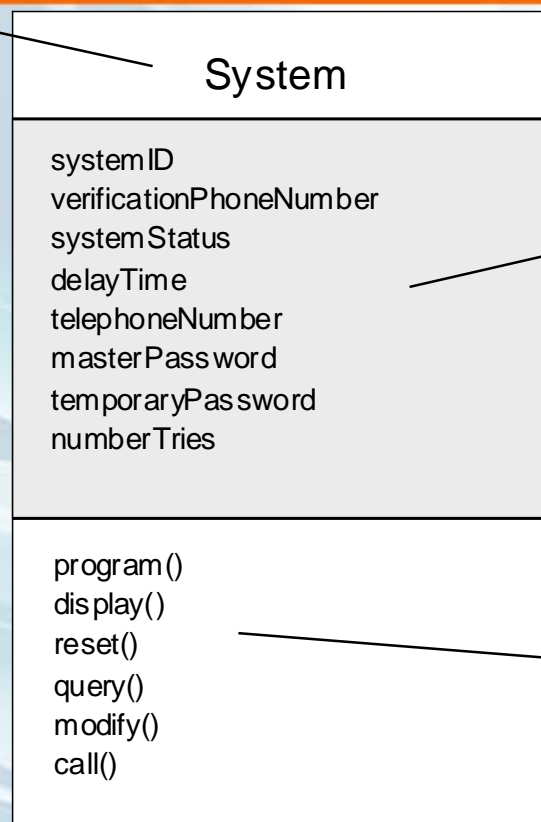 System
systemID
verificationPhoneNumber
systemStatus
delayTime
telephoneNumber
masterPassword
temporaryPassword
numberTries
program()
display()
reset()
query()
modify()
call()